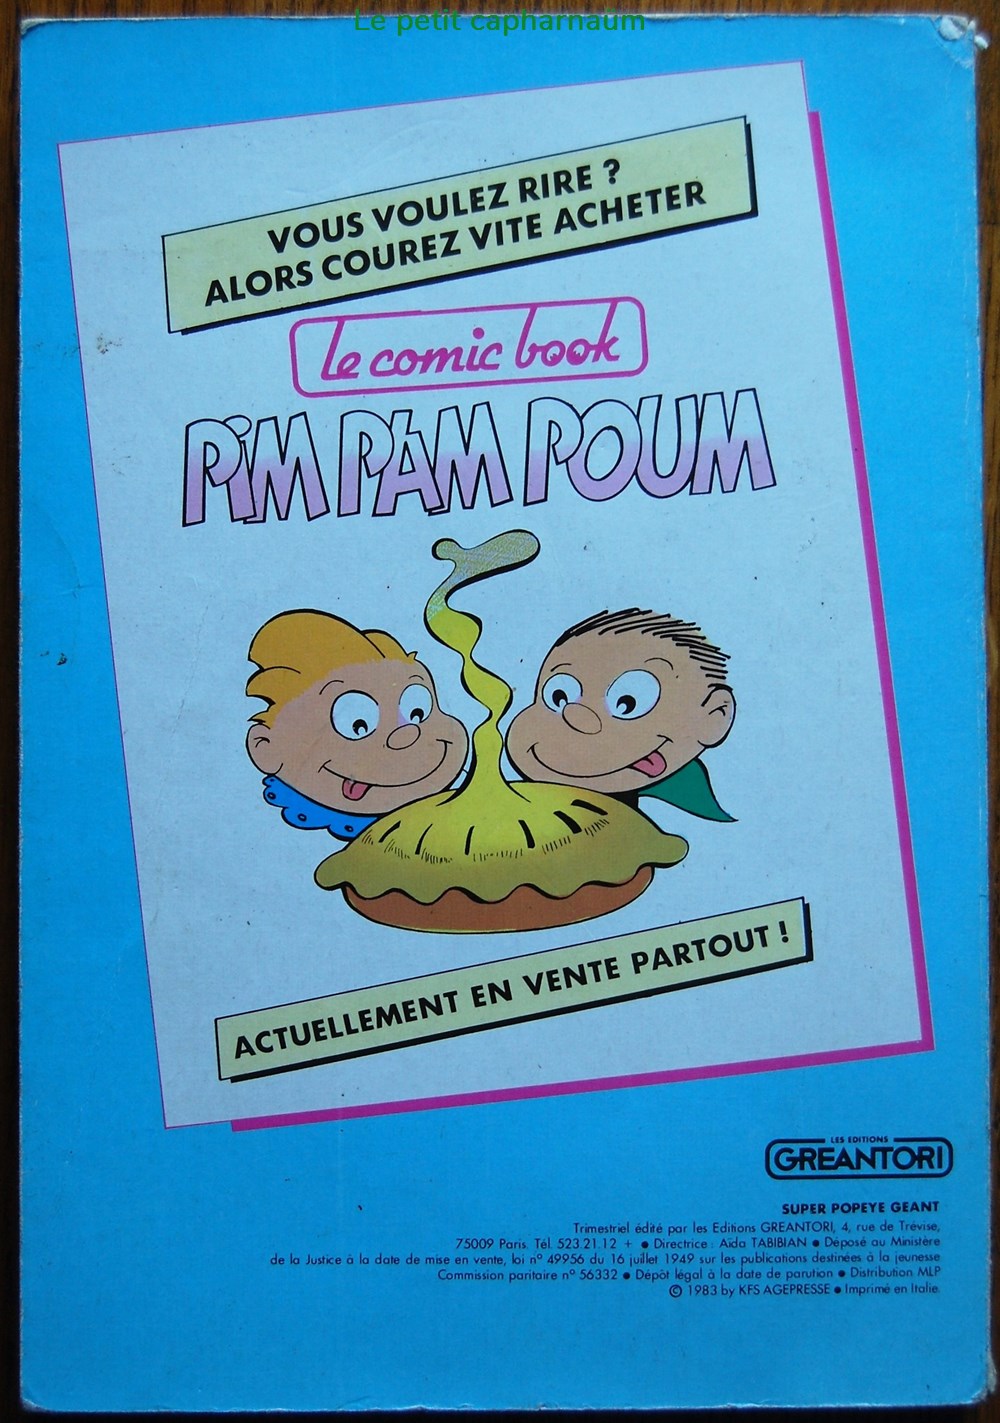 Le petit capharnaüm
VOUS VOULEZ RIRE ?
ALORS COUREZ VITE ACHETER
le comic book
PIM PAM POUM
ACTUELLEMENT EN VENTE PARTOUT !
LES EDITIONS
GREANTORI
SUPER POPEYE GEANT
Trimestriel édité par les Editions GREANTORI, 4, rue de Trévise,
75009 Paris. Tél. 523.21.12 + ● Directrice : Aïda TABIBIAN ● Déposé au Ministère
de la Justice à la date de mise en vente, loi nº 49956 du 16 juillet 1949 sur les publications destinées à la jeunesse
Commission paritaire nº 56332 ● Dépôt légal à la date de parution ● Distribution MLP
© 1983 by KFS AGEPRESSE ● Imprimé en Italie.